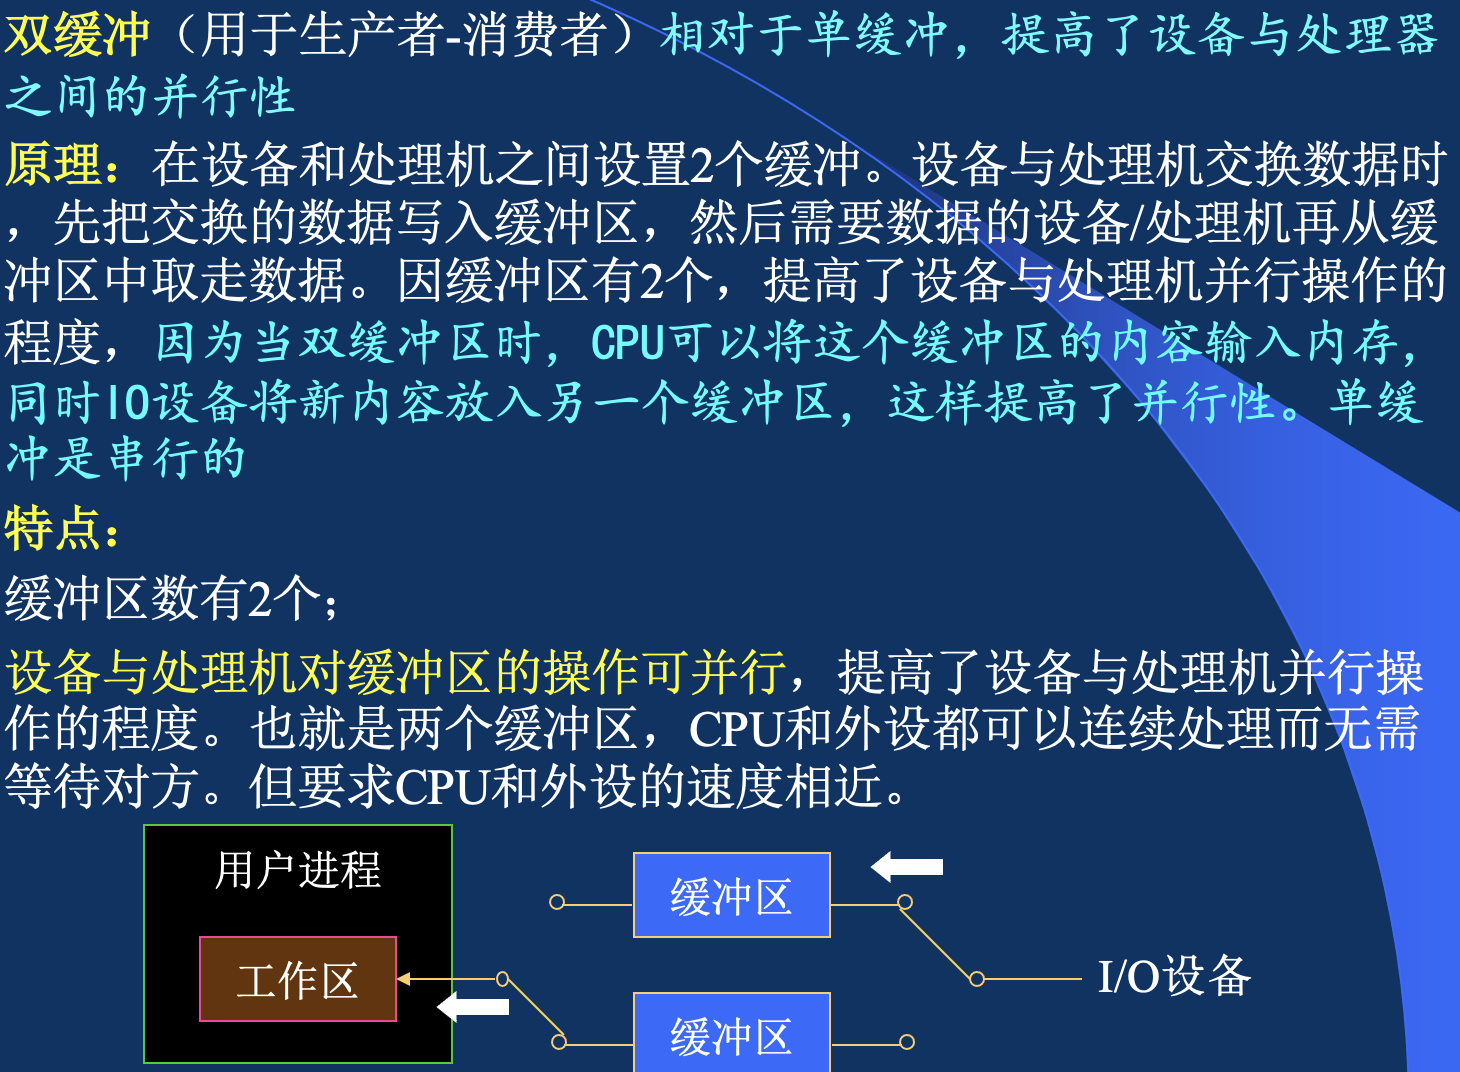 双缓冲（用于生产者-消费者）相对于单缓冲，提高了设备与处理器
之间的并行性
原理：在设备和处理机之间设置2个缓冲。设备与处理机交换数据时
，先把交换的数据写入缓冲区，然后需要数据的设备/处理机再从缓
冲区中取走数据。因缓冲区有2个，提高了设备与处理机并行操作的
程度，因为当双缓冲区时，CPU可以将这个缓冲区的内容输入内存，
同时IO设备将新内容放入另一个缓冲区，这样提高了并行性。单缓
冲是串行的
特点：
缓冲区数有2个；
设备与处理机对缓冲区的操作可并行，提高了设备与处理机并行操
作的程度。也就是两个缓冲区，CPU和外设都可以连续处理而无需
等待对方。但要求CPU和外设的速度相近。
用户进程
缓冲区
工作区
I/O设备
缓冲区